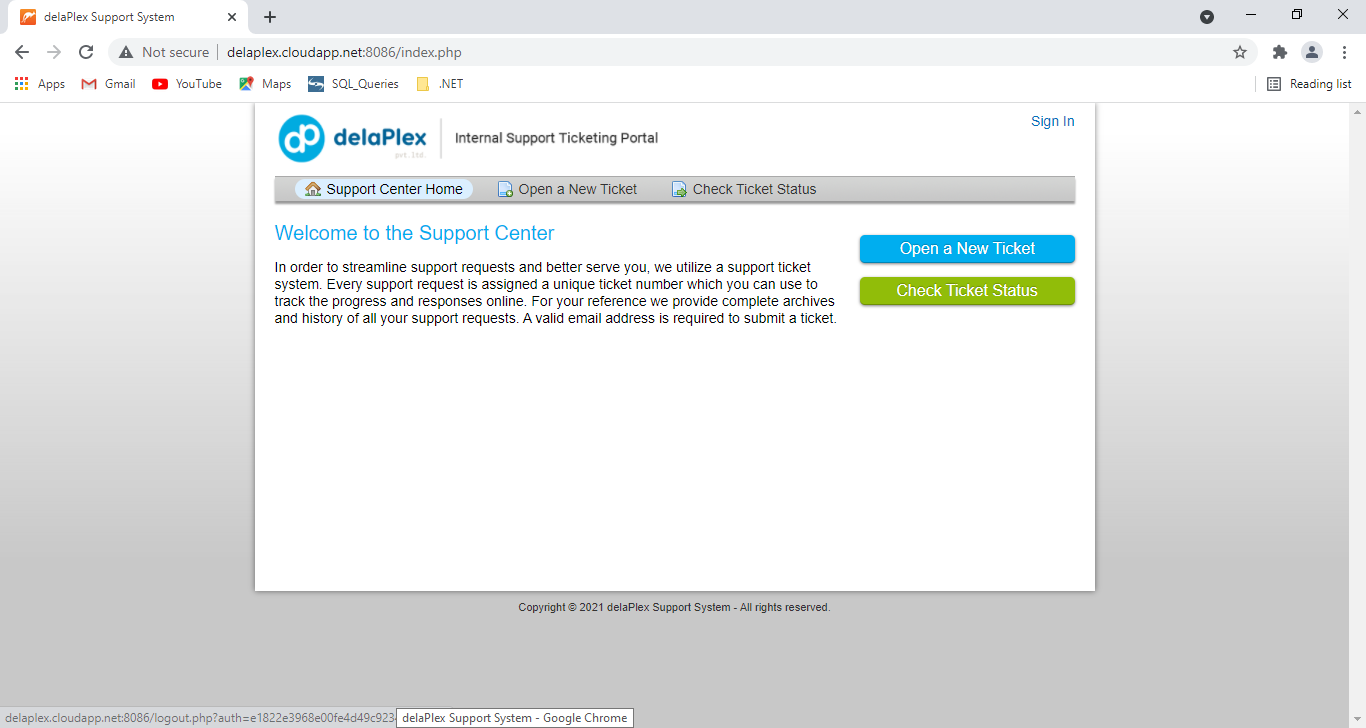 delaPlex Support System
Not secure
delaplex.cloudapp.net:8086/index.php
Apps
Gmail
YouTube
Maps
SQL_Queries
.NET
Reading list
dp delaPlex
pvt.ltd.
Internal Support Ticketing Portal
Sign In
Support Center Home
Open a New Ticket
Check Ticket Status
Welcome to the Support Center
In order to streamline support requests and better serve you, we utilize a support ticket
system. Every support request is assigned a unique ticket number which you can use to
track the progress and responses online. For your reference we provide complete archives
and history of all your support requests. A valid email address is required to submit a ticket.
Open a New Ticket
Check Ticket Status
Copyright © 2021 delaPlex Support System - All rights reserved.
delaplex.cloudapp.net:8086/logout.php?auth=e1822e3968e00fe4d49c923
delaPlex Support System - Google Chrome